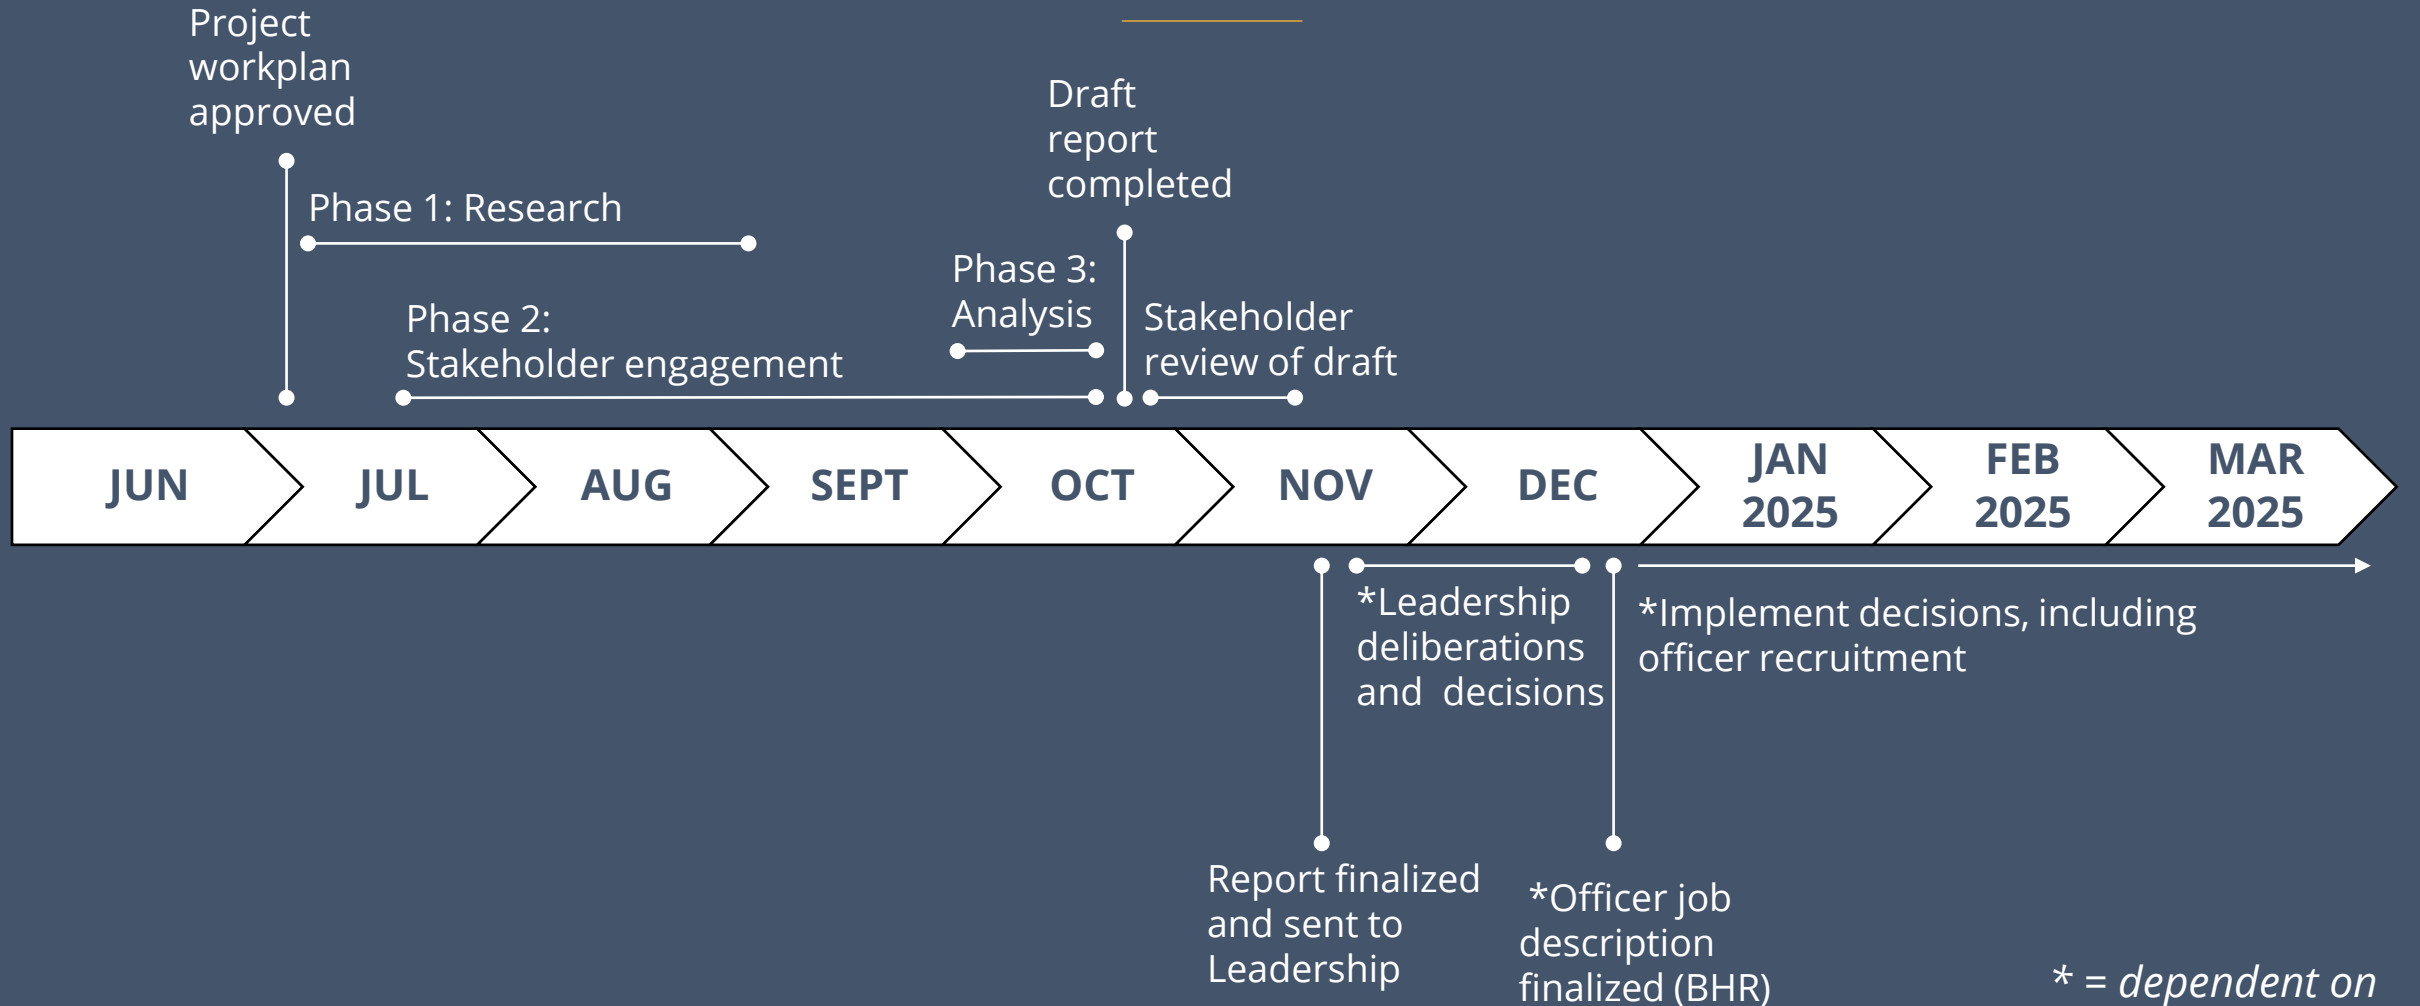 Project
workplan
approved
Draft
report
completed
Phase 1: Research
Phase 3:
Analysis
Phase 2:
Stakeholder engagement
Stakeholder
review of draft
JUN
JUL
AUG
SEPT
OCT
NOV
DEC
JAN
2025
FEB
2025
MAR
2025
*Leadership
deliberations
and  decisions
*Implement decisions, including
officer recruitment
Report finalized
and sent to
Leadership
*Officer job
description
finalized (BHR)
* = dependent on